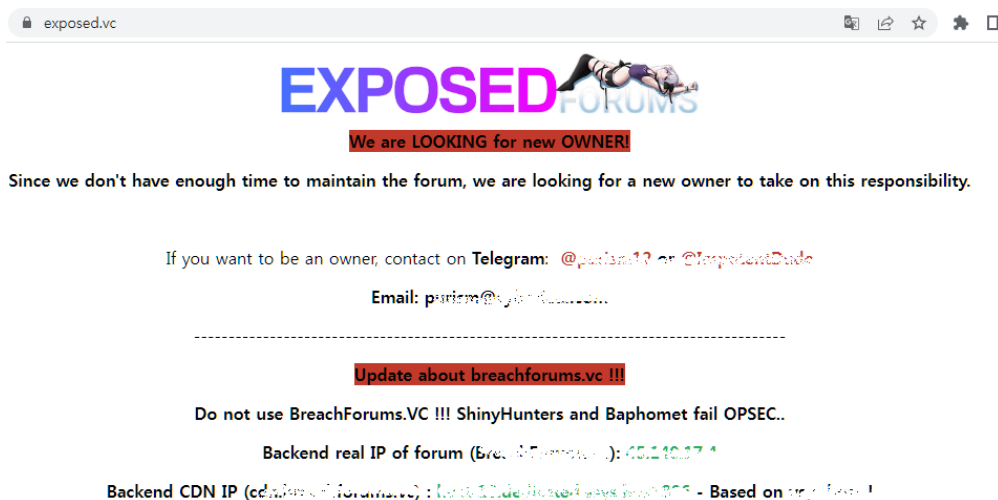 exposed.vc
EXPOSED
FORUMS
We are LOOKING for new OWNER!
Since we don't have enough time to maintain the forum, we are looking for a new owner to take on this responsibility.
If you want to be an owner, contact on Telegram: or
Email:
-------------------------------------------------------------------------------------
Update about breachforums.vc !!!
Do not use BreachForums.VC !!! ShinyHunters and Baphomet fail OPSEC..
Backend real IP of forum ( ):
Backend CDN IP ( ) : - Based on !